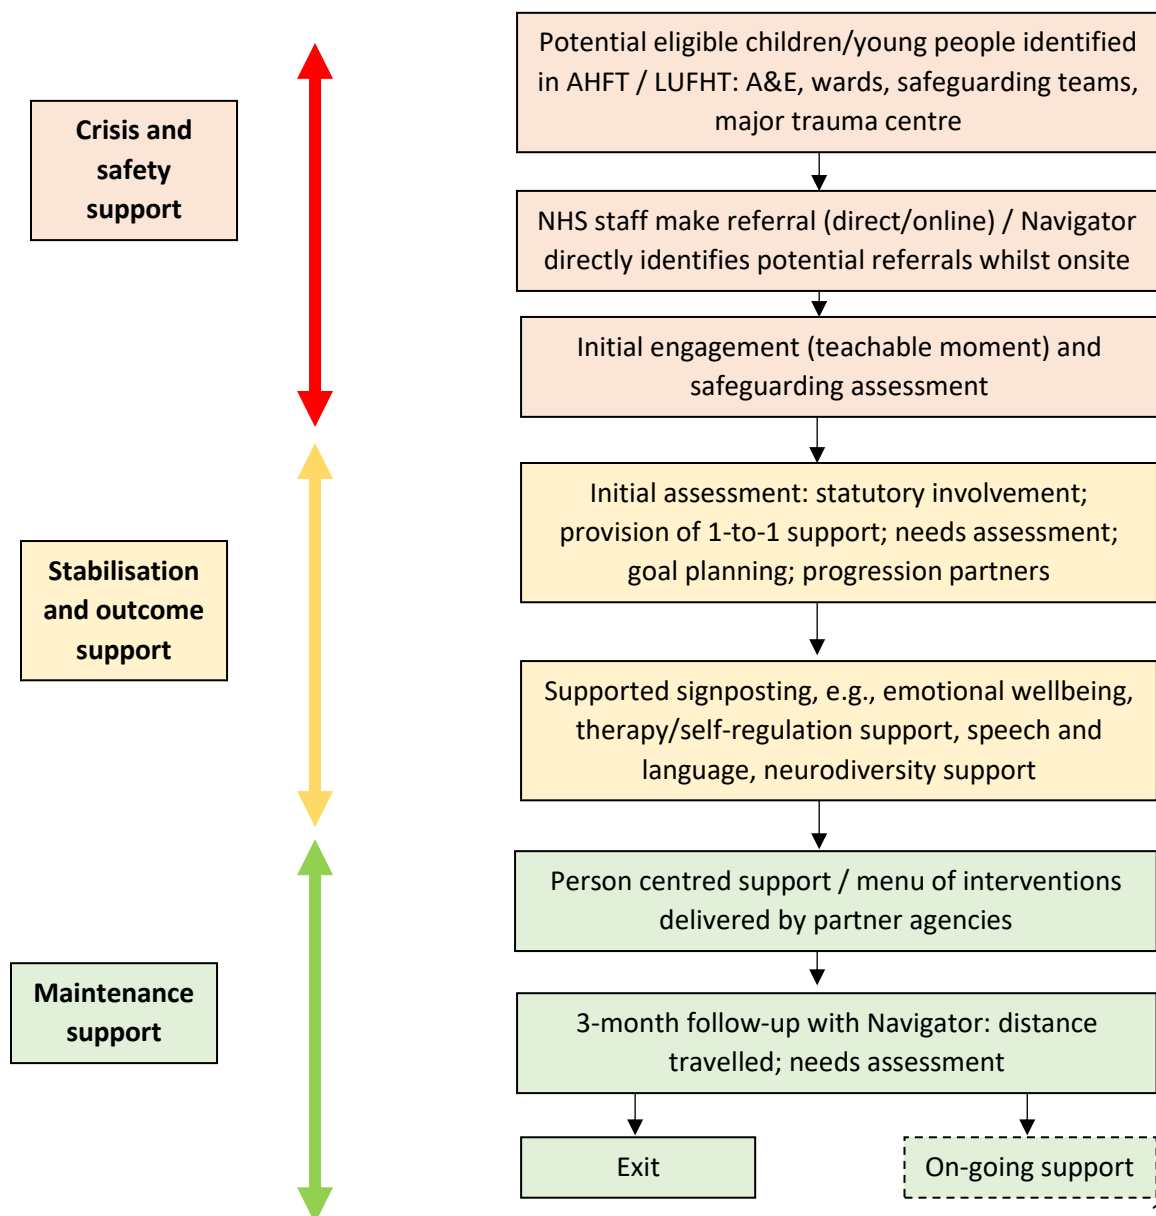 Potential eligible children/young people identified
in AHFT / LUFHT: A&E, wards, safeguarding teams,
major trauma centre
Crisis and
safety
support
NHS staff make referral (direct/online) / Navigator
directly identifies potential referrals whilst onsite
Initial engagement (teachable moment) and
safeguarding assessment
Initial assessment: statutory involvement;
provision of 1-to-1 support; needs assessment;
goal planning; progression partners
Stabilisation
and outcome
support
Supported signposting, e.g., emotional wellbeing,
therapy/self-regulation support, speech and
language, neurodiversity support
Person centred support / menu of interventions
delivered by partner agencies
Maintenance
support
3-month follow-up with Navigator: distance
travelled; needs assessment
Exit
On-going support